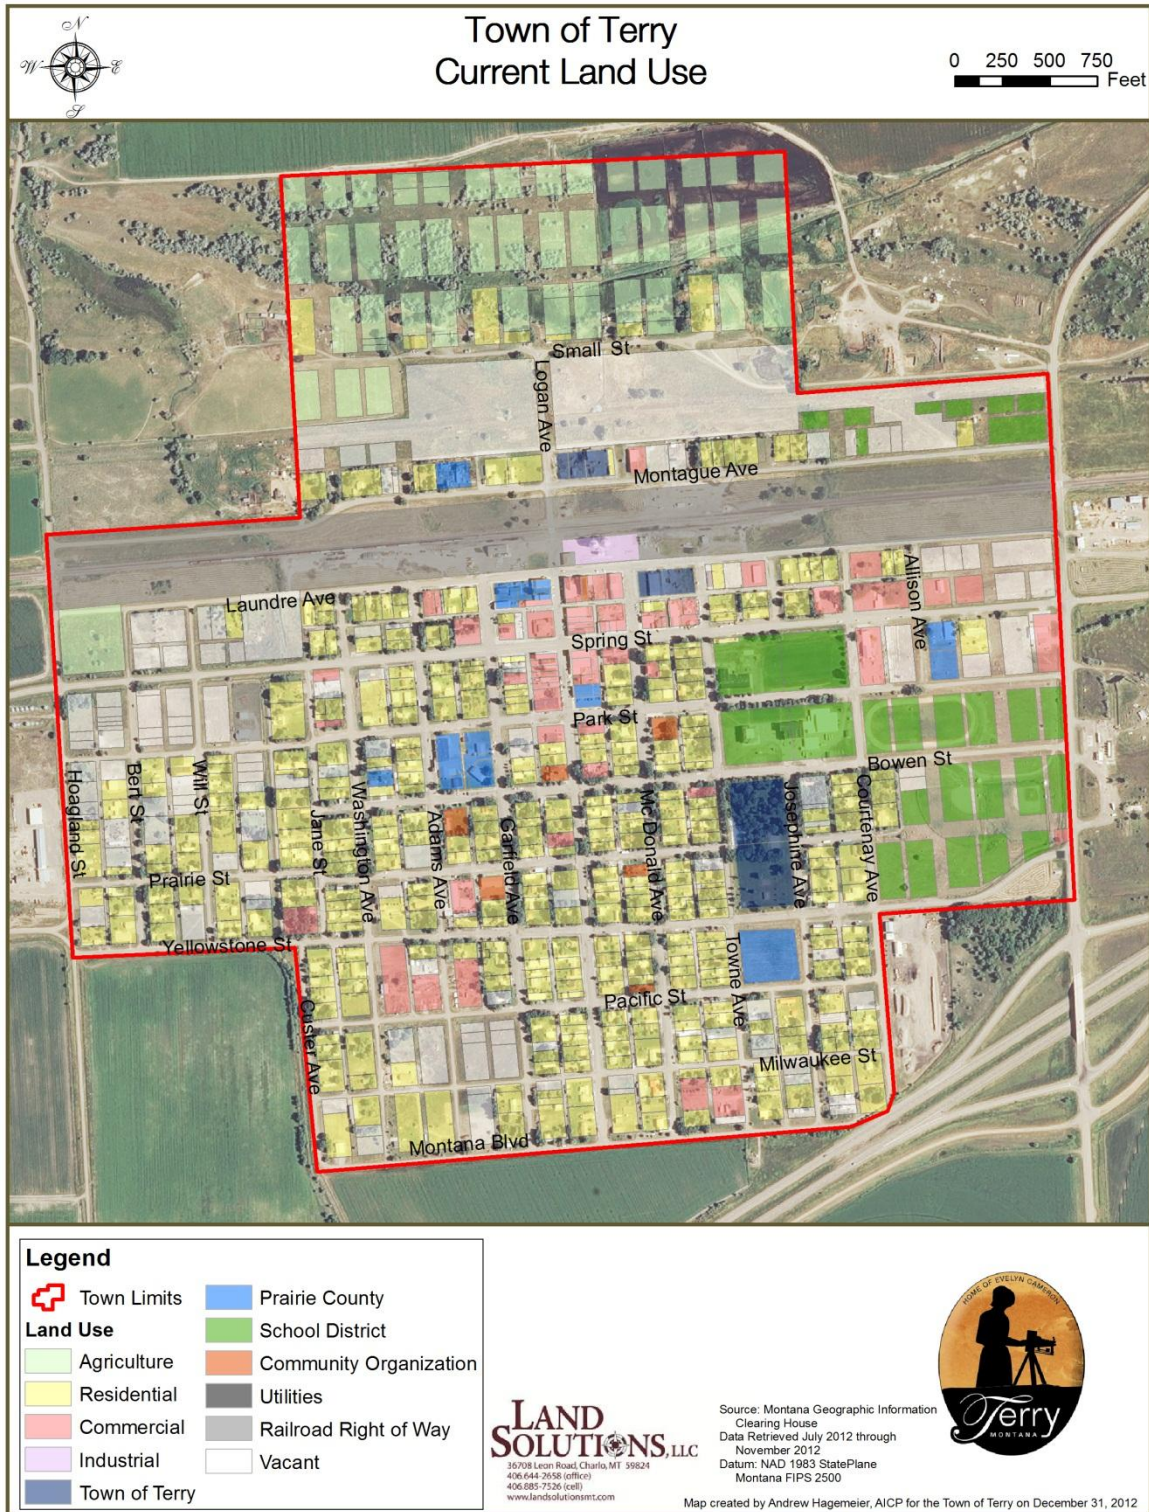 Town of Terry
Current Land Use
N
W
E
S
0 250 500 750
Feet
Small St
Logan Ave
Montague Ave
Laundre Ave
Allison Ave
Spring St
Park St
Bowen St
Hoagland St
Bert St
Will St
Jane St
Washington Ave
Adams Ave
Garfield Ave
Mc Donald Ave
Josephine Ave
Courtenay Ave
Prairie St
Yellowstone St
Towne Ave
Pacific St
Custer Ave
Milwaukee St
Montana Blvd
Legend
Town Limits
Land Use
Agriculture
Residential
Commercial
Industrial
Town of Terry
Prairie County
School District
Community Organization
Utilities
Railroad Right of Way
Vacant
LAND
SOLUTIONS, LLC
36708 Leon Road, Charlo, MT 59824
406.644-2658 (office)
406.885-7526 (cell)
www.landsolutionsmt.com
Source: Montana Geographic Information
Clearing House
Data Retrieved July 2012 through
November 2012
Datum: NAD 1983 StatePlane
Montana FIPS 2500
HOME OF EVELYN CAMERON
Terry
MONTANA
Map created by Andrew Hagemeier, AICP for the Town of Terry on December 31, 2012